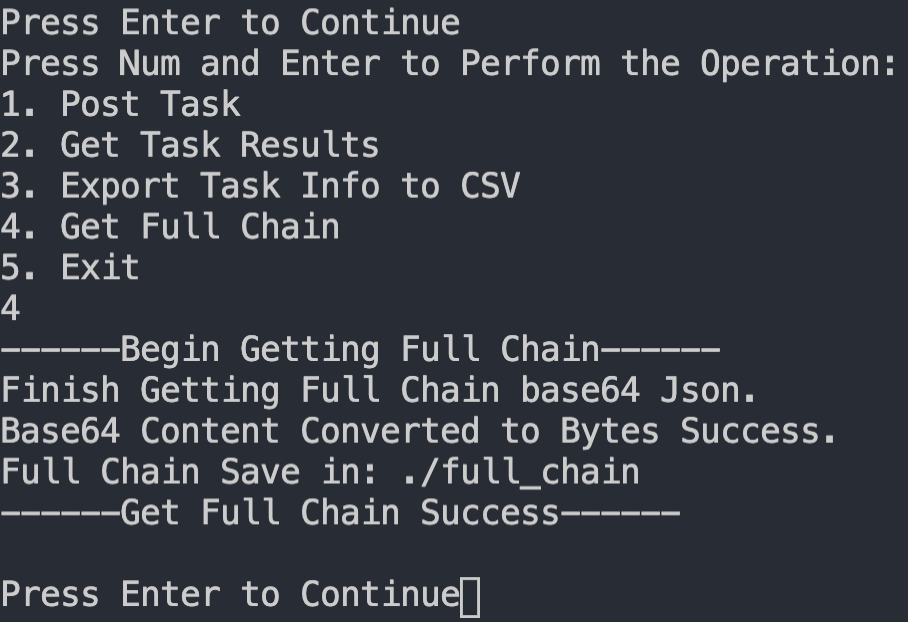 Press Enter to Continue
Press Num and Enter to Perform the Operation:
1. Post Task
2. Get Task Results
3. Export Task Info to CSV
4. Get Full Chain
5. Exit
4
------Begin Getting Full Chain------
Finish Getting Full Chain base64 Json.
Base64 Content Converted to Bytes Success.
Full Chain Save in: ./full_chain
------Get Full Chain Success------
Press Enter to Continue